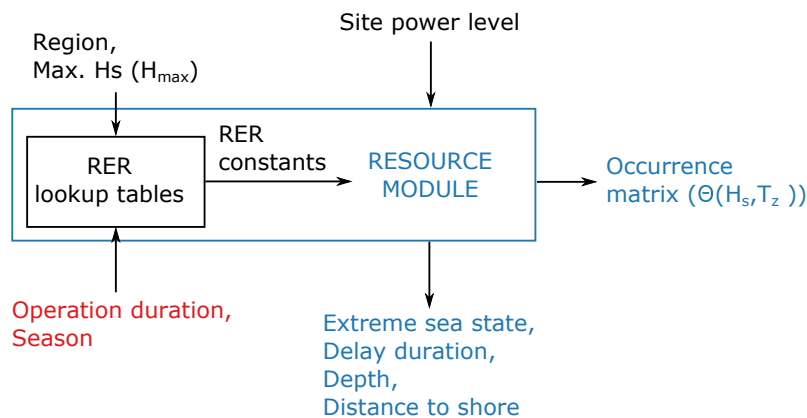 Site power level
Region,
Max. Hs (Hmax)
RER
lookup tables
RER
constants
RESOURCE
MODULE
Occurrence
matrix (Θ(Hs,Tz ))
Operation duration,
Season
Extreme sea state,
Delay duration,
Depth,
Distance to shore